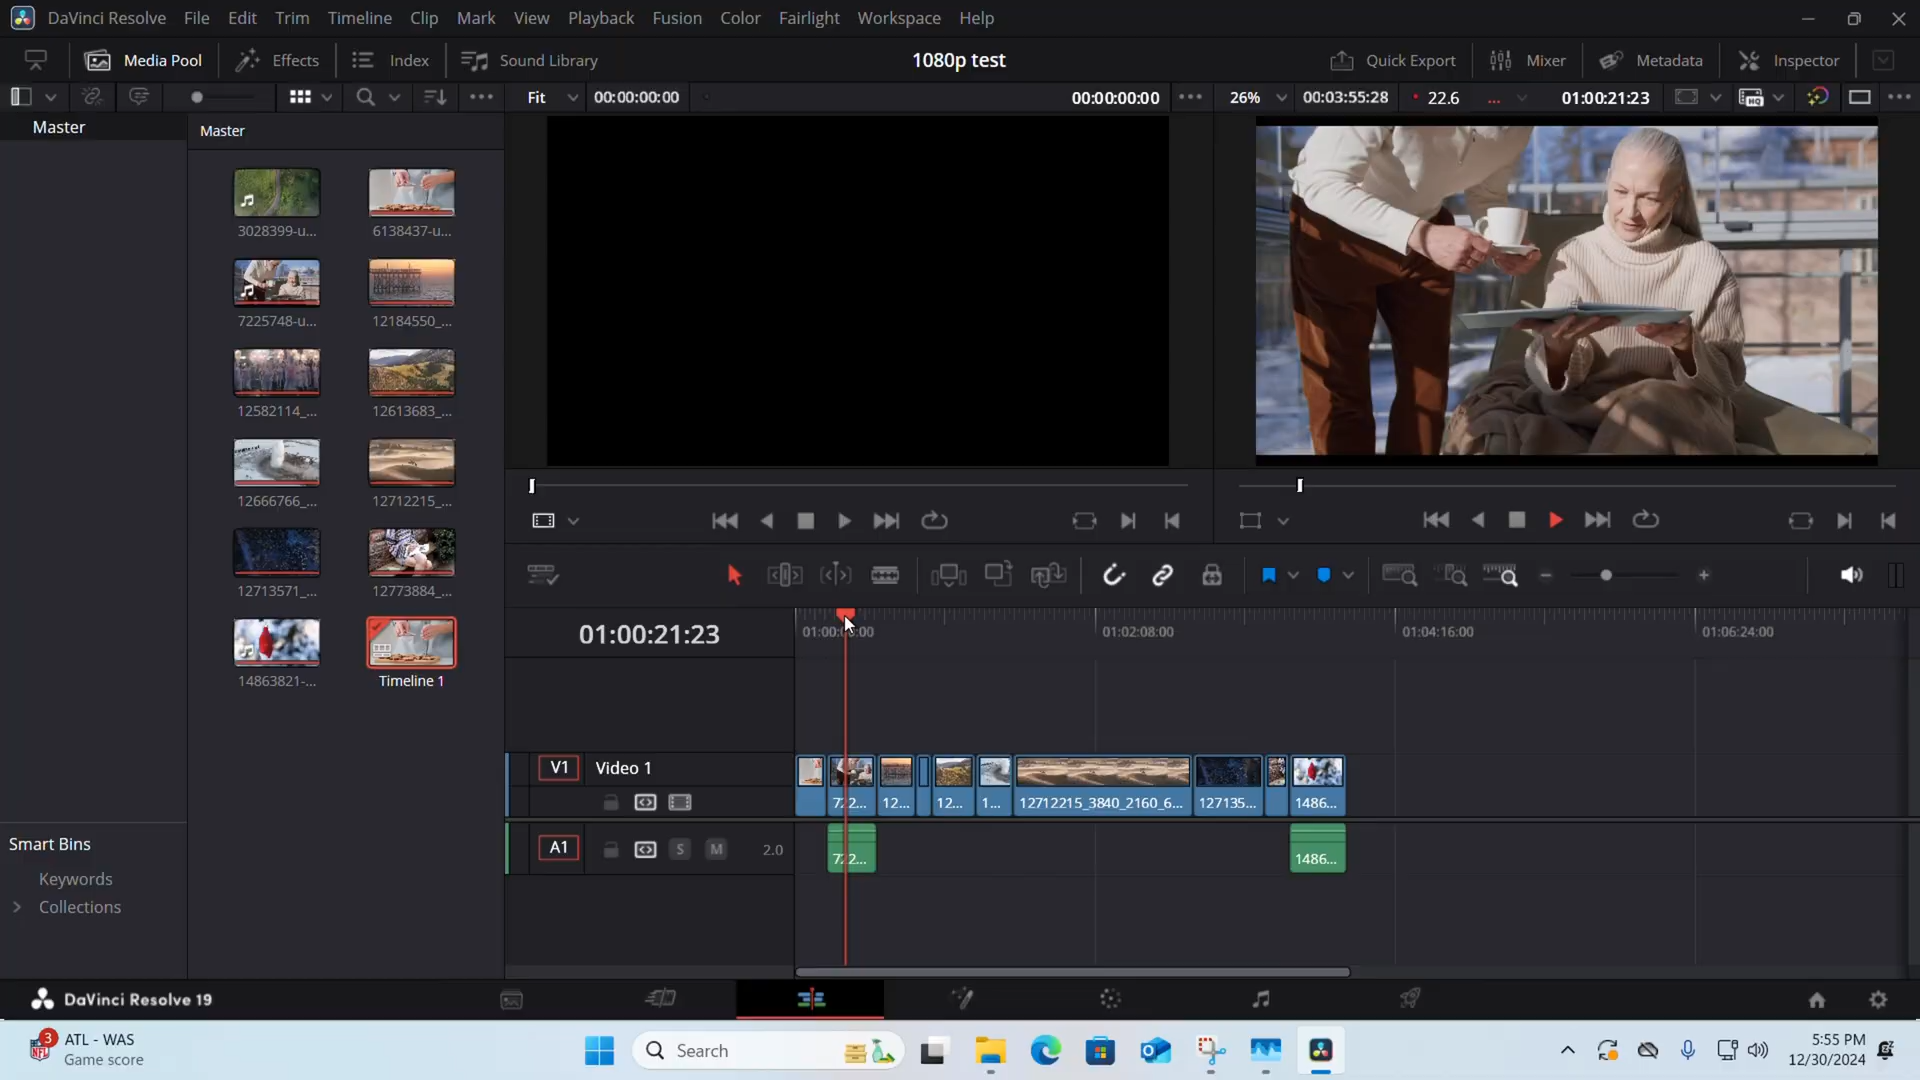 DaVinci Resolve File Edit Trim Timeline Clip Mark View Playback Fusion Color Fairlight Workspace Help
Media Pool Effects Index Sound Library 1080p test Quick Export Mixer Metadata Inspector
Fit 00:00:00:00 00:00:00:00 26% 00:03:55:28 22.6 ... 01:00:21:23
Master
Master
3028399-u... 6138437-u...
7225748-u... 12184550_...
12582114_... 12613683_...
12666766_... 12712215_...
12713571_... 12773884_...
14863821-... Timeline 1
01:00:21:23
01:02:08:00 01:04:16:00 01:06:24:00
V1 Video 1
12... 12... 1... 12712215_3840_2160_6... 127135... 1486...
A1 S M 2.0
1486...
Smart Bins
Keywords
Collections
DaVinci Resolve 19
3 ATL - WAS
Game score
NFL
Search
5:55 PM
12/30/2024